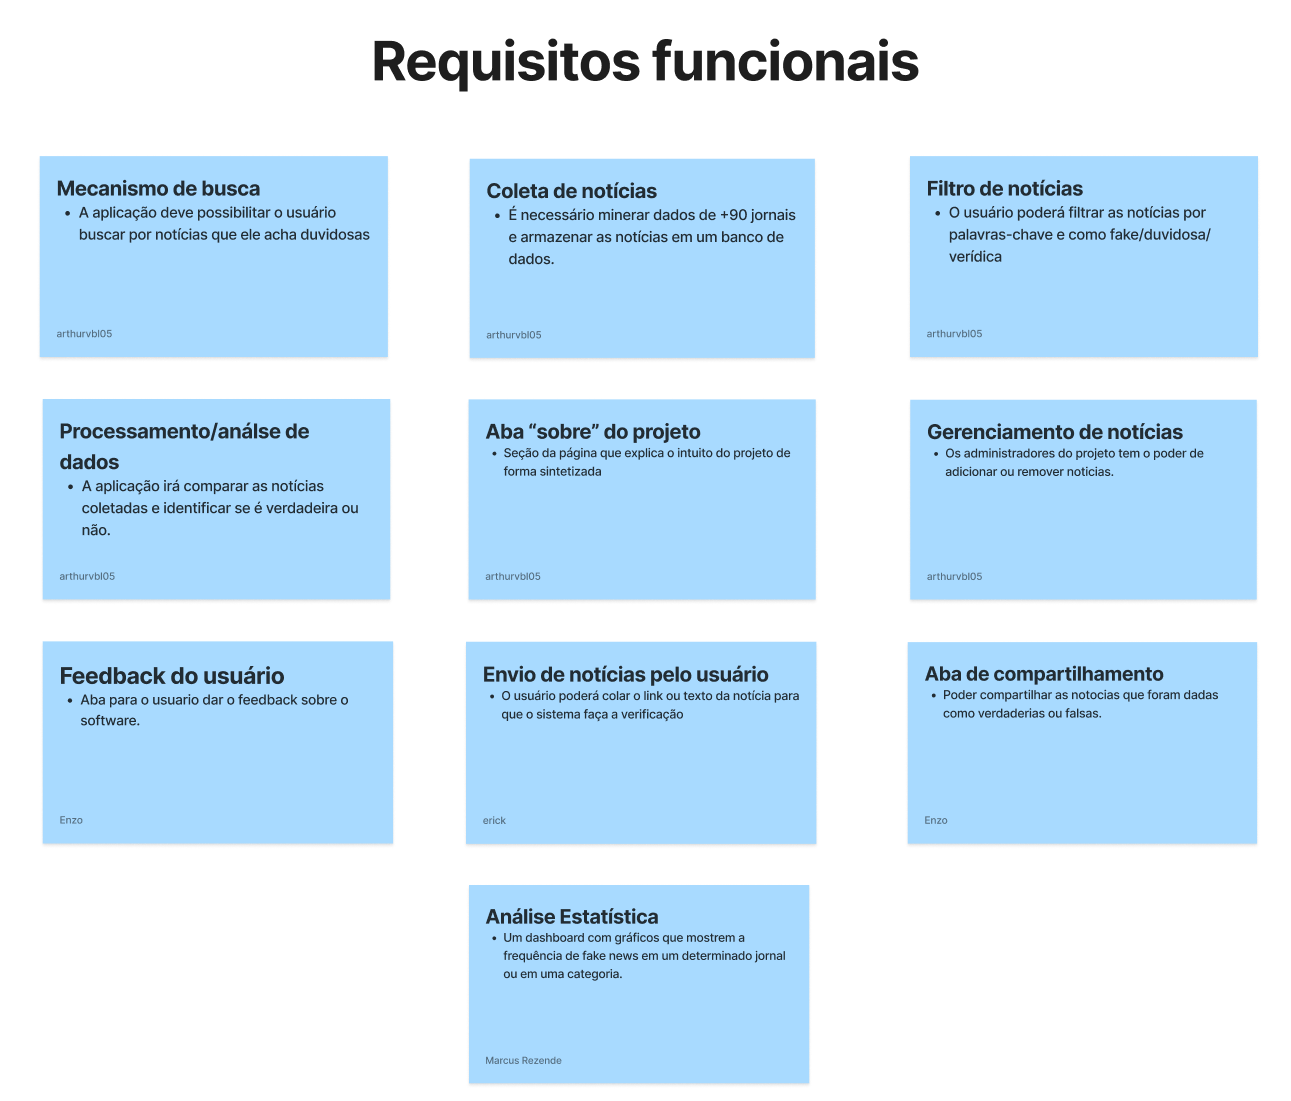 Requisitos funcionais
Mecanismo de busca
• A aplicação deve possibilitar o usuário
buscar por notícias que ele acha duvidosas
arthurvbl05
Coleta de notícias
• É necessário minerar dados de +90 jornais
e armazenar as notícias em um banco de
dados.
arthurvbl05
Filtro de notícias
• O usuário poderá filtrar as notícias por
palavras-chave e como fake/duvidosa/
verídica
arthurvbl05
Processamento/análse de
dados
• A aplicação irá comparar as notícias
coletadas e identificar se é verdadeira ou
não.
arthurvbl05
Aba “sobre” do projeto
• Seção da página que explica o intuito do projeto de
forma sintetizada
arthurvbl05
Gerenciamento de notícias
• Os administradores do projeto tem o poder de
adicionar ou remover noticias.
arthurvbl05
Feedback do usuário
• Aba para o usuario dar o feedback sobre o
software.
Enzo
Envio de notícias pelo usuário
• O usuário poderá colar o link ou texto da notícia para
que o sistema faça a verificação
erick
Aba de compartilhamento
• Poder compartilhar as notocias que foram dadas
como verdaderias ou falsas.
Enzo
Análise Estatística
• Um dashboard com gráficos que mostrem a
frequência de fake news em um determinado jornal
ou em uma categoria.
Marcus Rezende